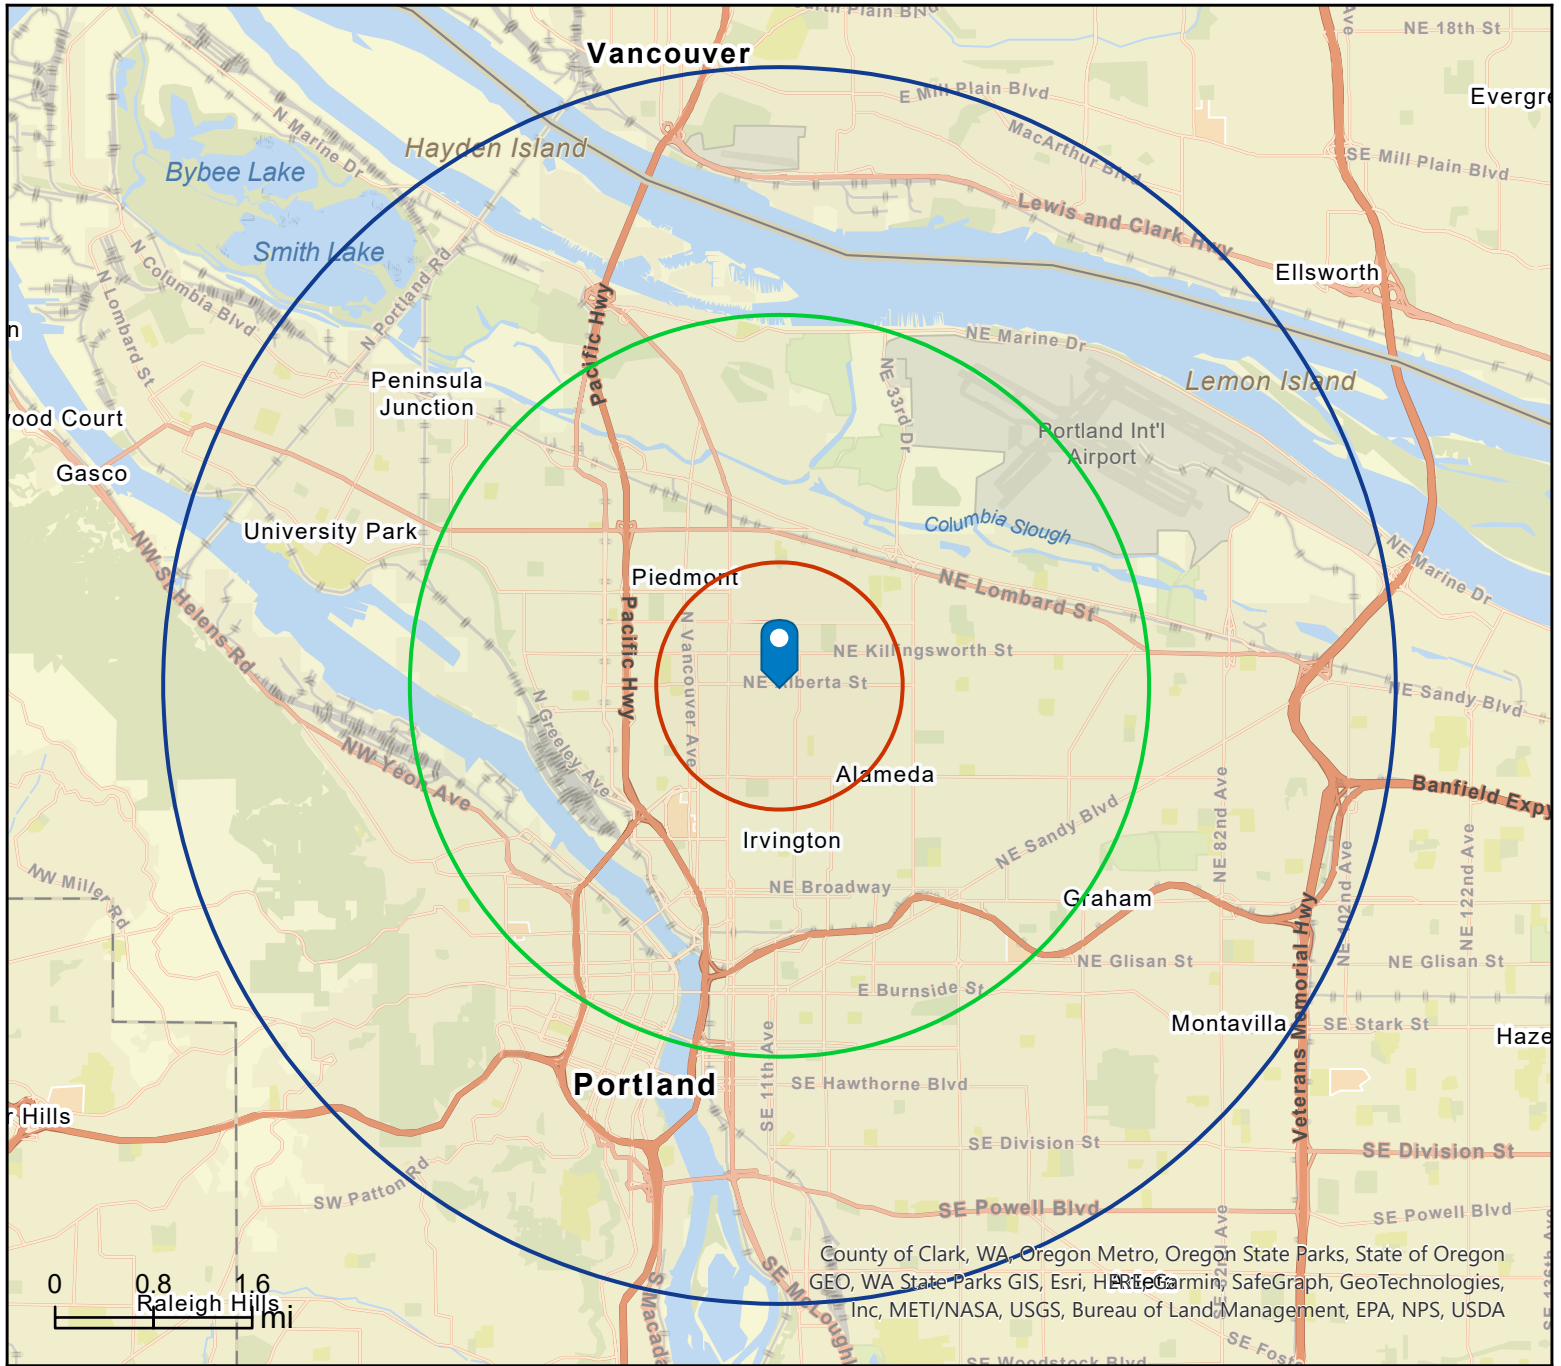 Vancouver
NE 18th St
E Mill Plain Blvd
Evergre
MacArthur Blvd
SE Mill Plain Blvd
N Marine Dr
Hayden Island
Bybee Lake
Lewis and Clark Hwy
Smith Lake
N Columbia Blvd
N Portland Rd
Ellsworth
N Lombard St
Pacific Hwy
NE Marine Dr
NE 33rd Dr
Lemon Island
Peninsula
Junction
ood Court
Portland Int'l
Airport
Gasco
University Park
Columbia Slough
NW St Helens Rd
Piedmont
NE Lombard St
NE Marine Dr
Pacific Hwy
N Vancouver Ave
NE Killingsworth St
NE Alberta St
NE Sandy Blvd
N Greeley Ave
NW Yeon Ave
Alameda
Banfield Expy
NE Sandy Blvd
NE 82nd Ave
Irvington
NE Broadway
NW Miller Rd
Graham
NE 102nd Ave
NE 122nd Ave
NE Glisan St
NE Glisan St
E Burnside St
Veterans Memorial Hwy
Montavilla
SE Stark St
Haze
Portland
SE 11th Ave
SE Hawthorne Blvd
r Hills
SE Division St
SE Division St
SW Patton Rd
SE Powell Blvd
SE Powell Blvd
County of Clark, WA, Oregon Metro, Oregon State Parks, State of Oregon
GEO, WA State Parks GIS, Esri, HERE, Garmin, SafeGraph, GeoTechnologies,
Inc, METI/NASA, USGS, Bureau of Land Management, EPA, NPS, USDA
0 0.8 1.6
mi
Raleigh Hills
S Macada
SE McLoughl
SE Foste
SE Woodstock Blvd